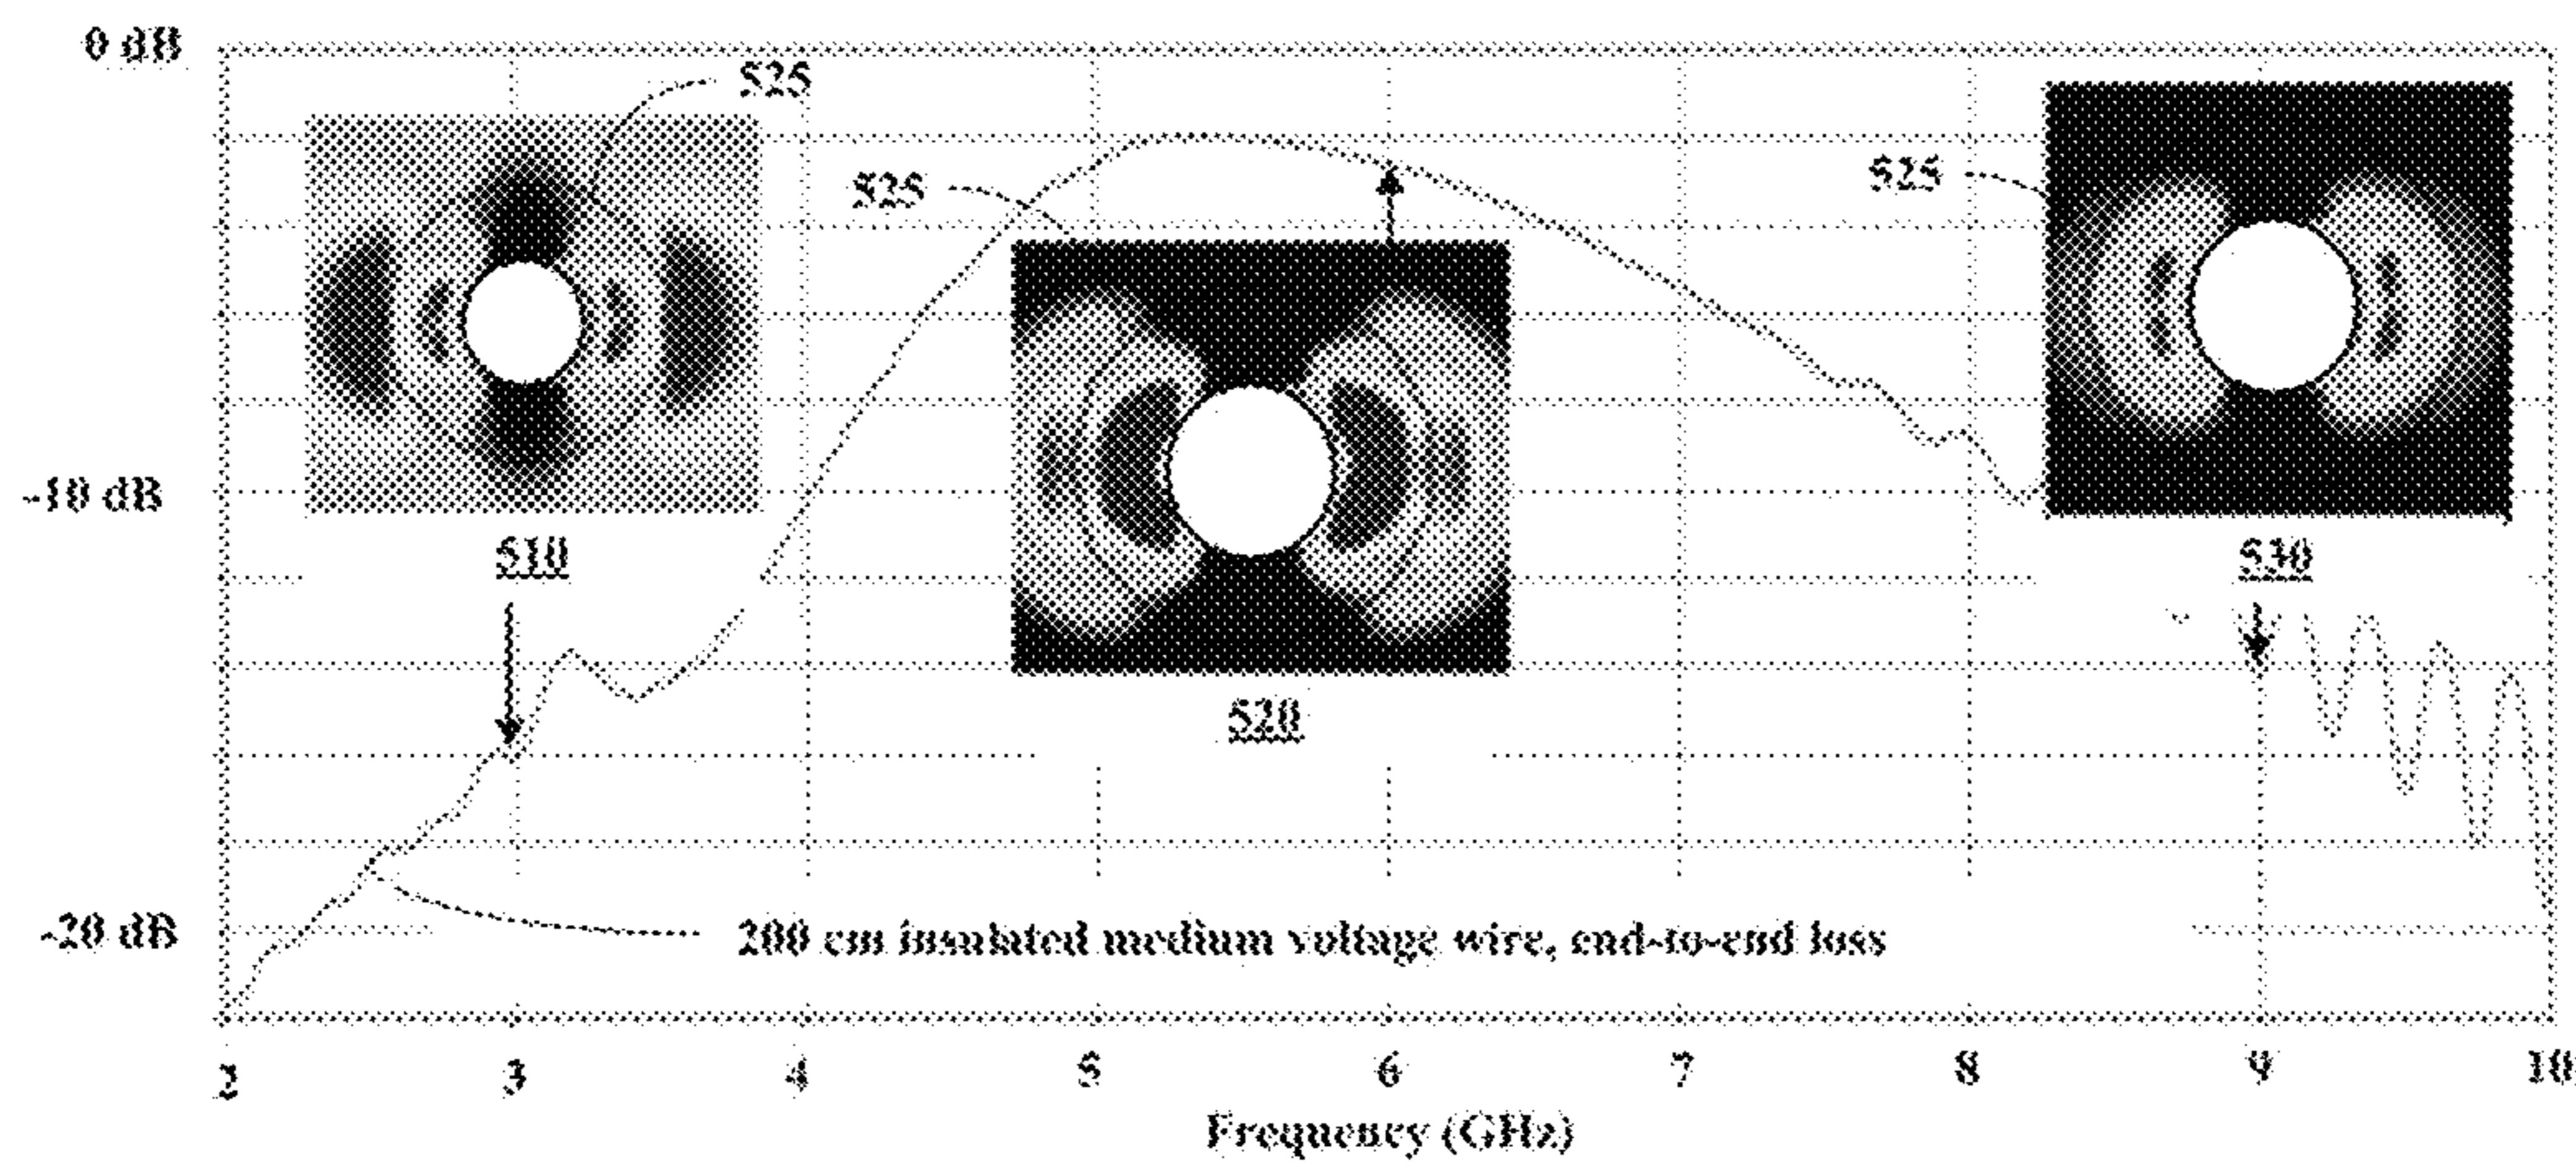 0 dB
525
525
525
-10 dB
510
530
520
-20 dB
200 cm insulated medium voltage wire, end-to-end loss
2 3 4 5 6 7 8 9 10
Frequency (GHz)